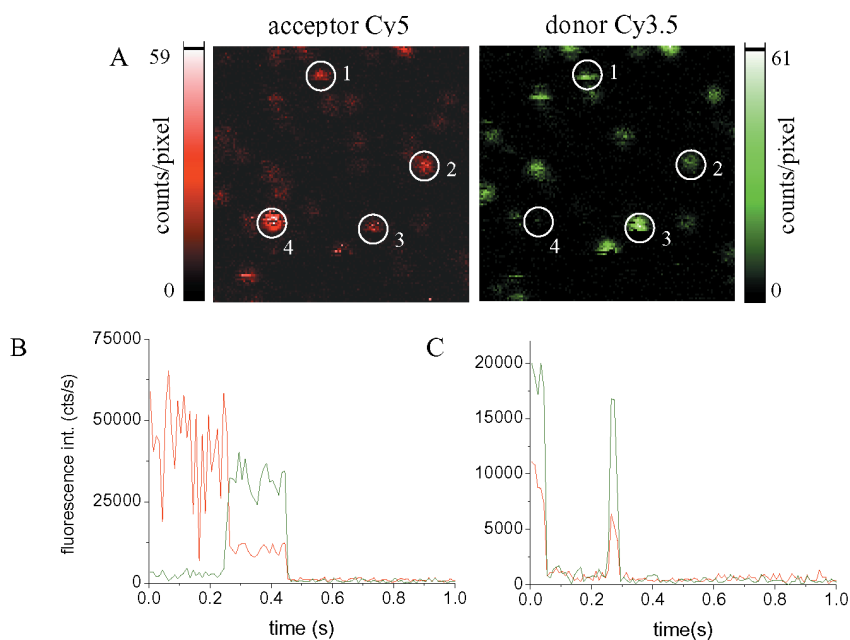 acceptor Cy5
donor Cy3.5
A
59
counts/pixel
0
1
2
3
4
1
2
3
4
61
counts/pixel
0
B
75000
50000
25000
0
fluorescence int. (cts/s)
0.0 0.2 0.4 0.6 0.8 1.0
time (s)
C
20000
15000
10000
5000
0
0.0 0.2 0.4 0.6 0.8 1.0
time(s)